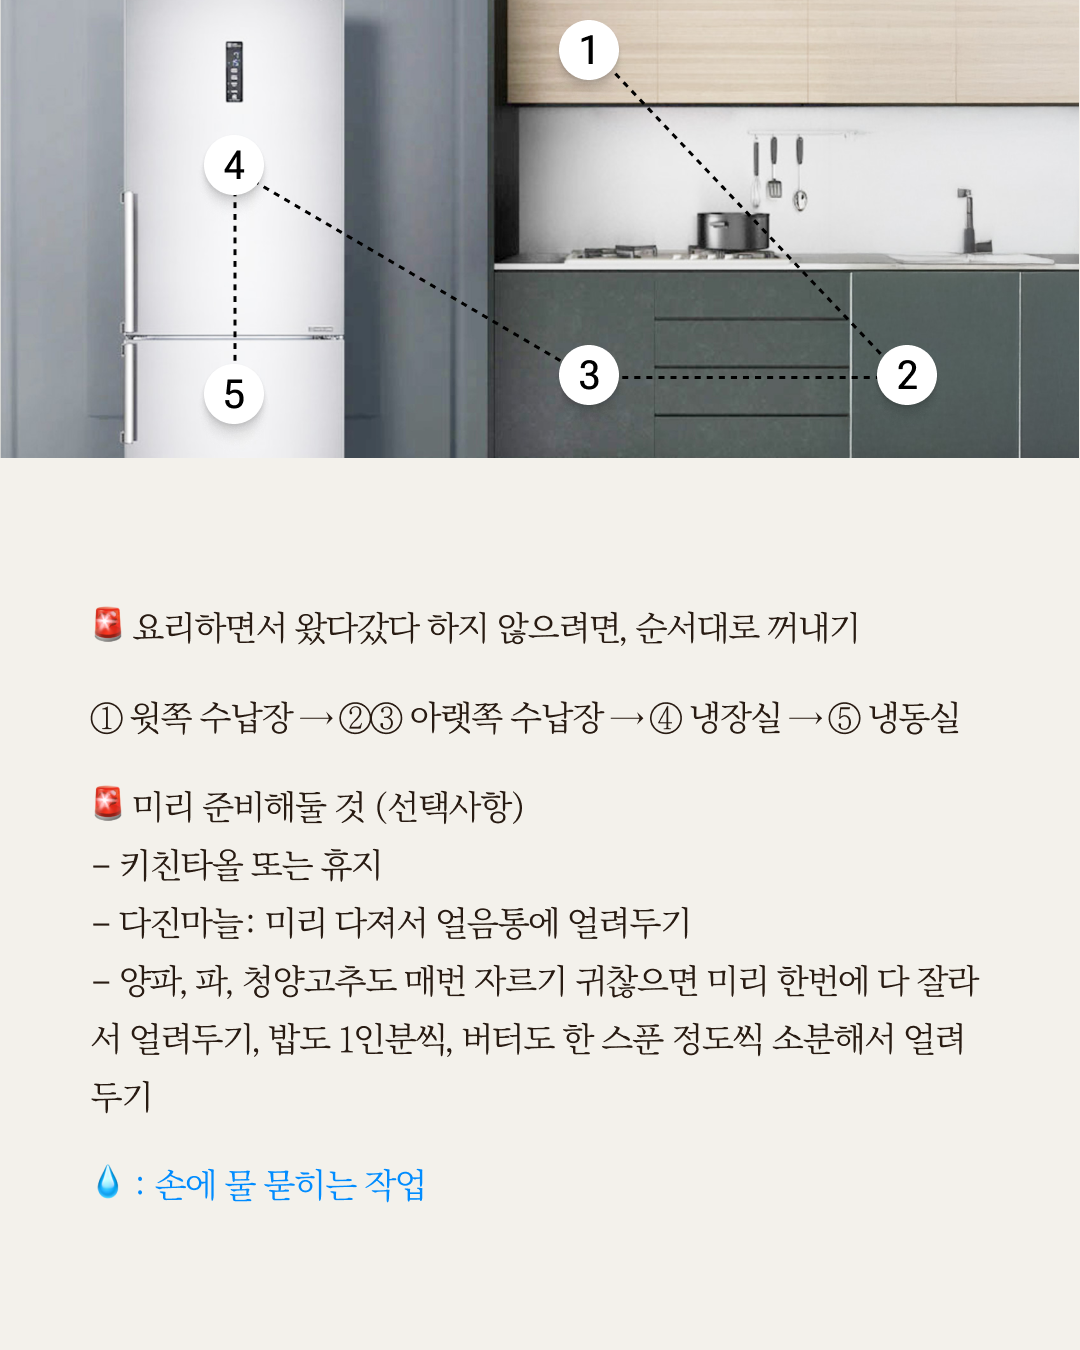 1
4
3
2
5
🚨 요리하면서 왔다갔다 하지 않으려면, 순서대로 꺼내기
① 윗쪽 수납장 → ②③ 아랫쪽 수납장 → ④ 냉장실 → ⑤ 냉동실
🚨 미리 준비해둘 것 (선택사항)
– 키친타올 또는 휴지
– 다진마늘: 미리 다져서 얼음통에 얼려두기
– 양파, 파, 청양고추도 매번 자르기 귀찮으면 미리 한번에 다 잘라
서 얼려두기, 밥도 1인분씩, 버터도 한 스푼 정도씩 소분해서 얼려
두기
💧 : 손에 물 묻히는 작업